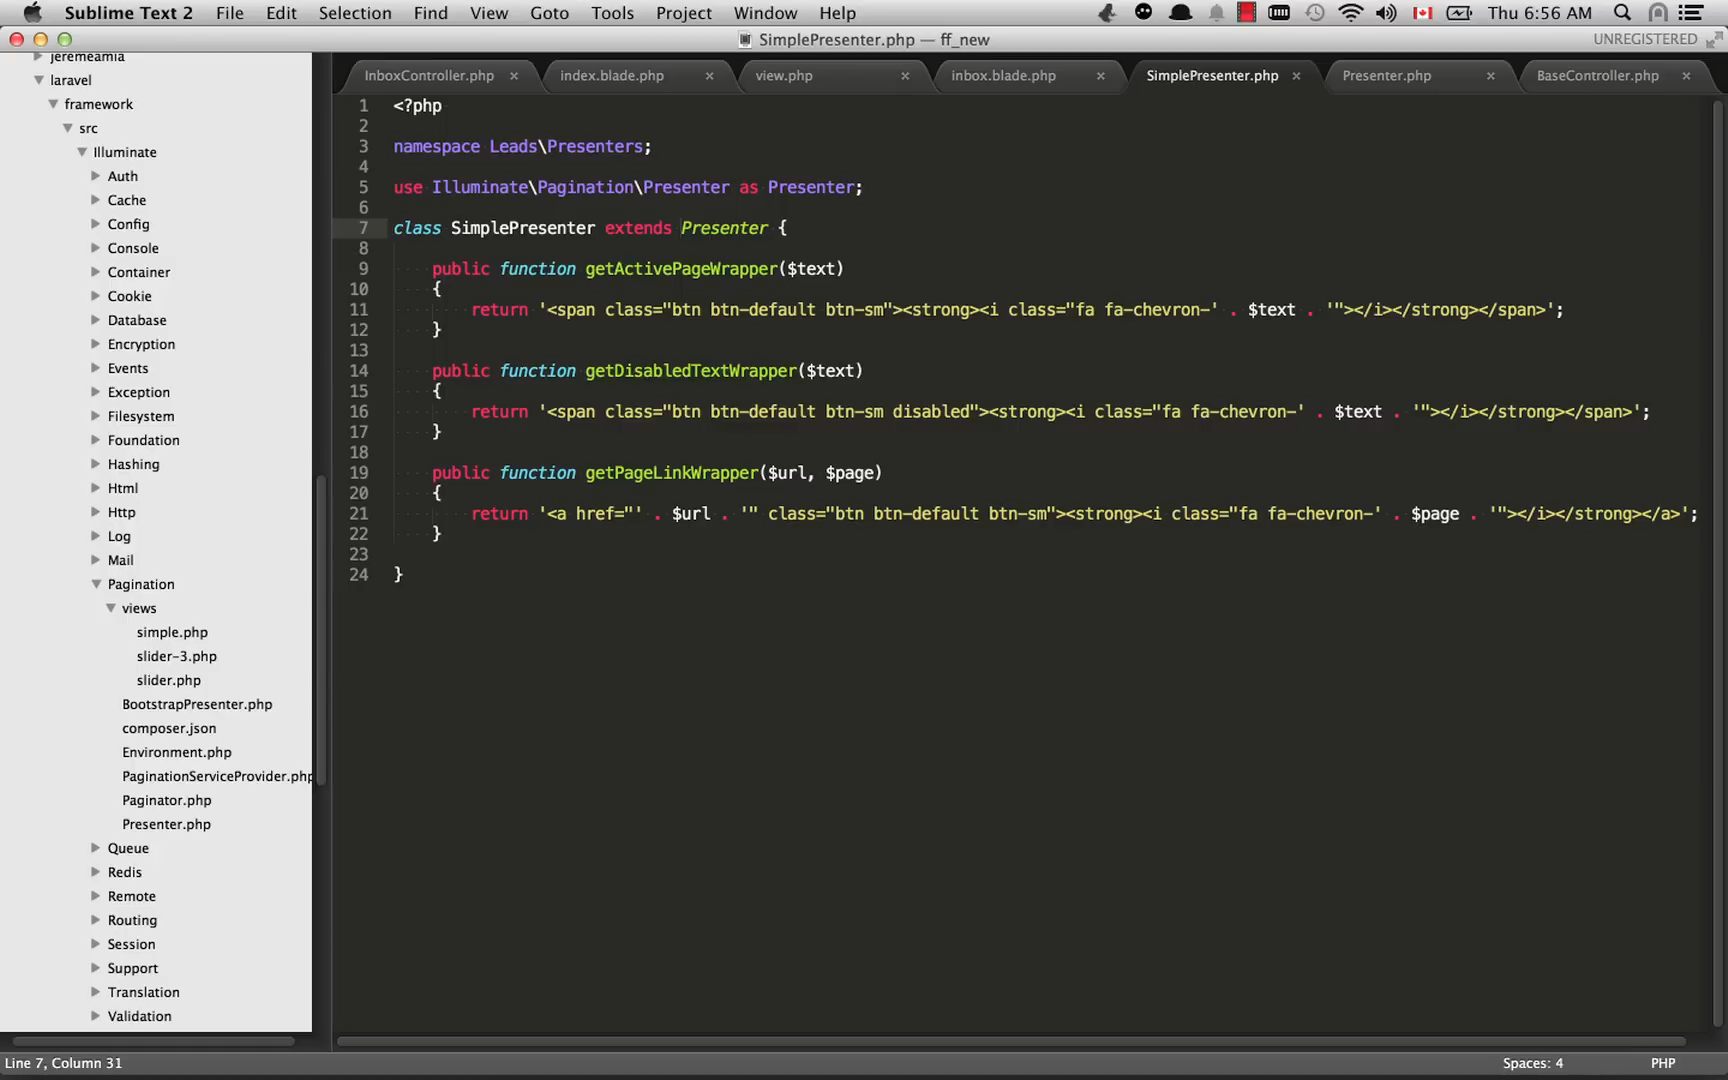 Sublime Text 2 File Edit Selection Find View Goto Tools Project Window Help Thu 6:56 AM
SimplePresenter.php — ff_new UNREGISTERED
InboxController.php index.blade.php view.php inbox.blade.php SimplePresenter.php Presenter.php BaseController.php
jeremeamia
laravel
framework
src
Illuminate
Auth
Cache
Config
Console
Container
Cookie
Database
Encryption
Events
Exception
Filesystem
Foundation
Hashing
Html
Http
Log
Mail
Pagination
views
simple.php
slider-3.php
slider.php
BootstrapPresenter.php
composer.json
Environment.php
PaginationServiceProvider.php
Paginator.php
Presenter.php
Queue
Redis
Remote
Routing
Session
Support
Translation
Validation
1 <?php
2
3 namespace Leads\Presenters;
4
5 use Illuminate\Pagination\Presenter as Presenter;
6
7 class SimplePresenter extends Presenter {
8
9 public function getActivePageWrapper($text)
10 {
11 return '<span class="btn btn-default btn-sm"><strong><i class="fa fa-chevron-' . $text . '"></i></strong></span>';
12 }
13
14 public function getDisabledTextWrapper($text)
15 {
16 return '<span class="btn btn-default btn-sm disabled"><strong><i class="fa fa-chevron-' . $text . '"></i></strong></span>';
17 }
18
19 public function getPageLinkWrapper($url, $page)
20 {
21 return '<a href="' . $url . '" class="btn btn-default btn-sm"><strong><i class="fa fa-chevron-' . $page . '"></i></strong></a>';
22 }
23
24 }
Line 7, Column 31 Spaces: 4 PHP